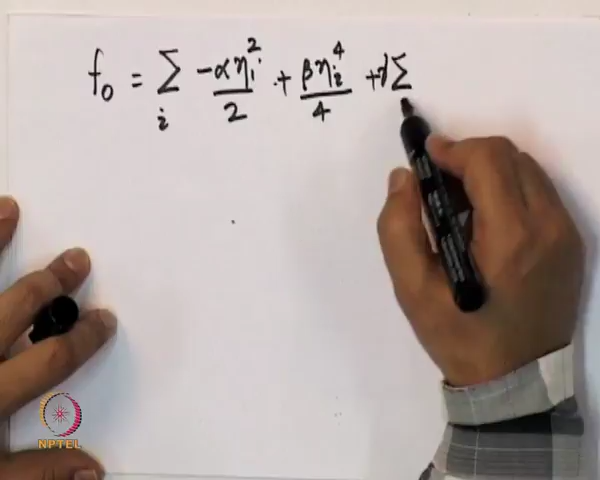 f₀ = Σᵢ -αηᵢ²/2 + βηᵢ⁴/4 + γΣ
NPTEL